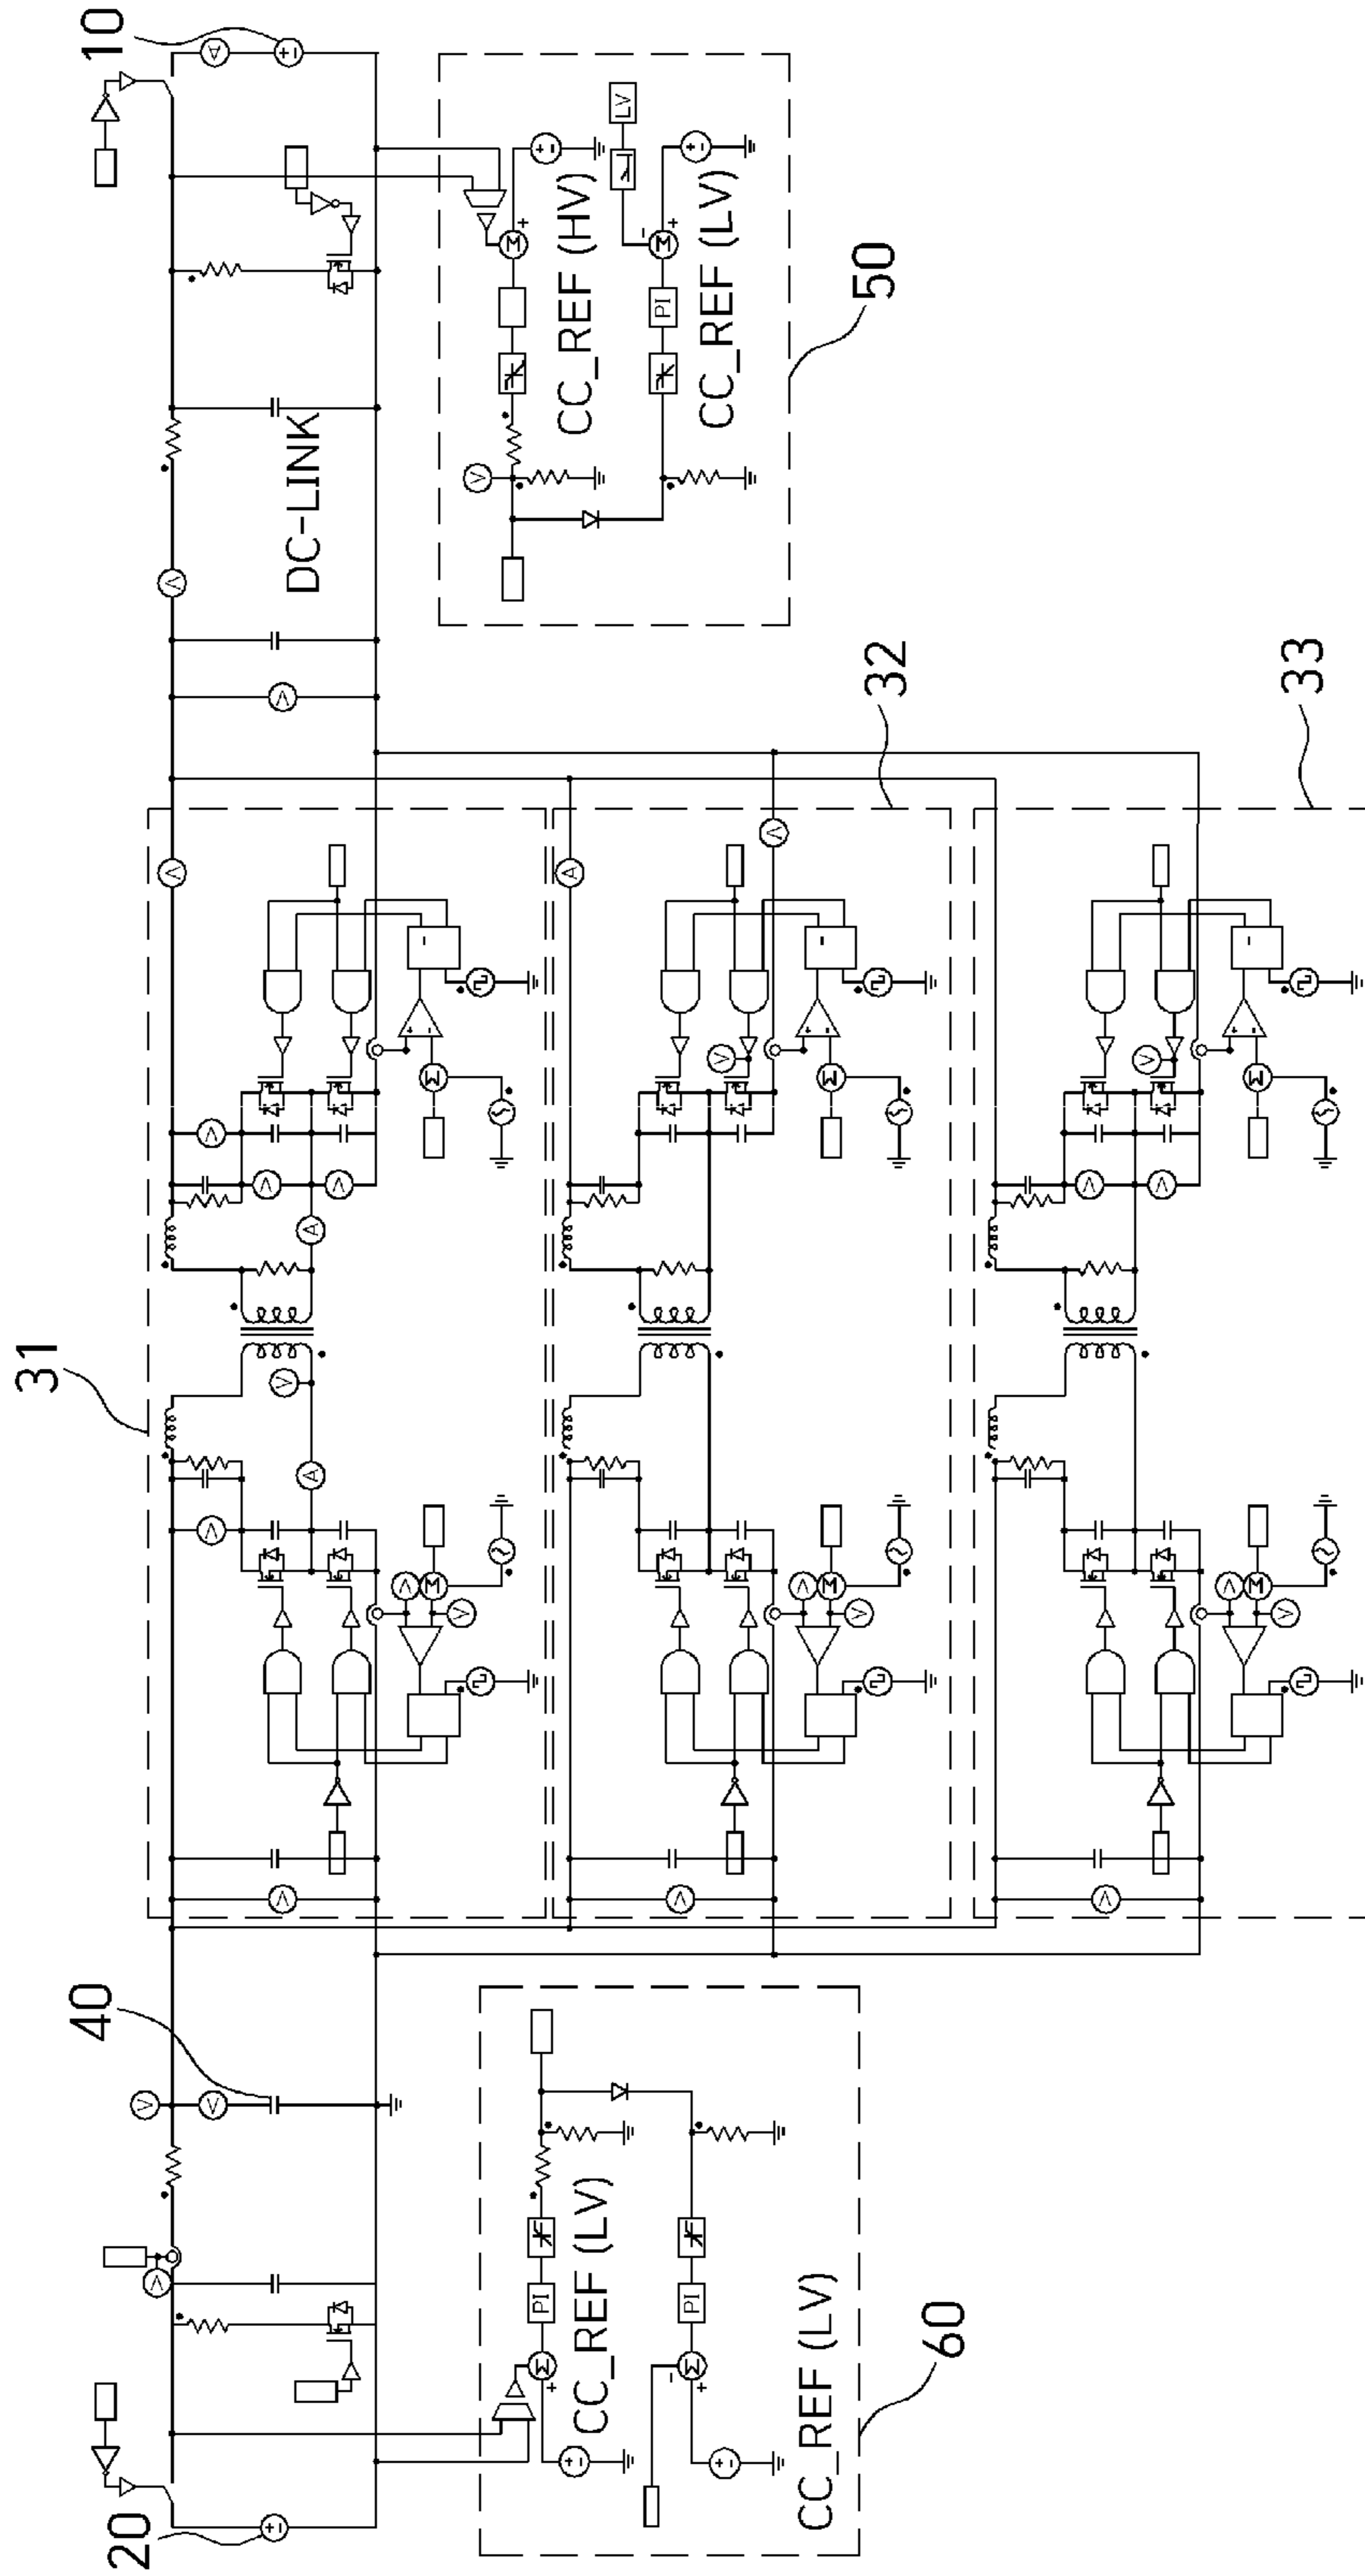 10
20
31
32
33
40
50
60
DC-LINK
CC_REF (HV)
CC_REF (LV)
CC_REF (LV)
CC_REF (LV)
LV
PI
PI
PI